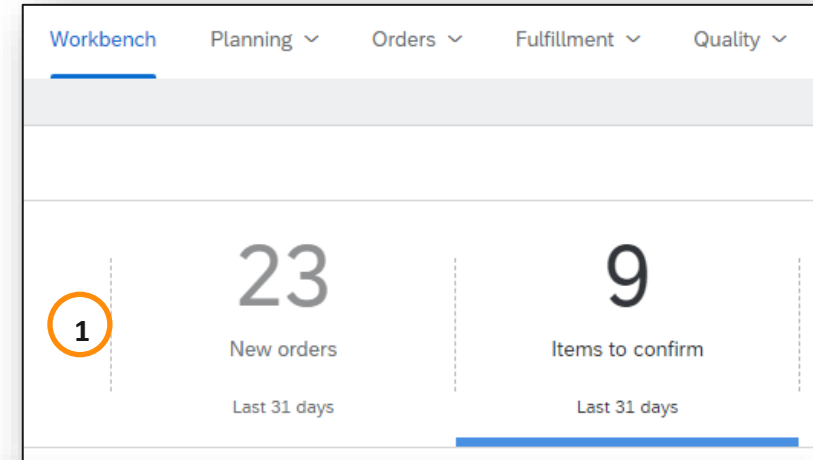 Workbench Planning Orders Fulfillment Quality
23 9
1
New orders Items to confirm
Last 31 days Last 31 days